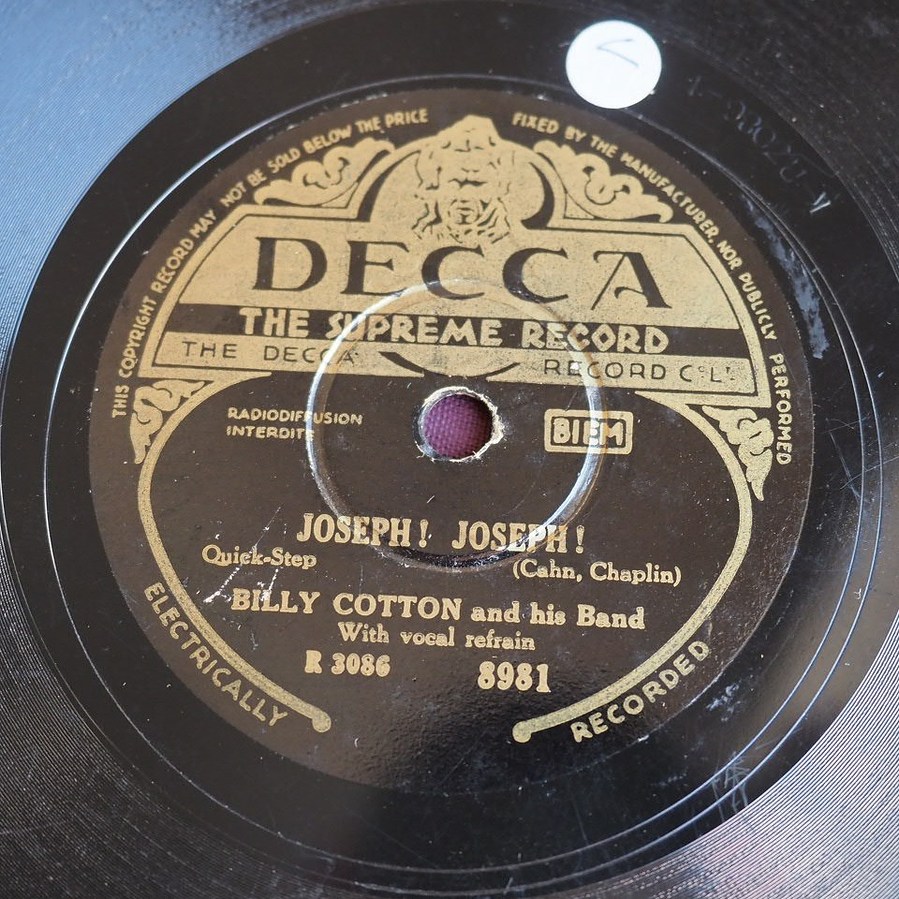 THIS COPYRIGHT RECORD MAY NOT BE SOLD BELOW THE PRICE FIXED BY THE MANUFACTURER, NOR PUBLICLY PERFORMED
DECCA
THE SUPREME RECORD
THE DECCA RECORD Co Lt.
RADIODIFFUSION
INTERDITE
BIEM
JOSEPH! JOSEPH!
Quick-Step (Cahn, Chaplin)
BILLY COTTON and his Band
With vocal refrain
R 3086 8981
ELECTRICALLY RECORDED